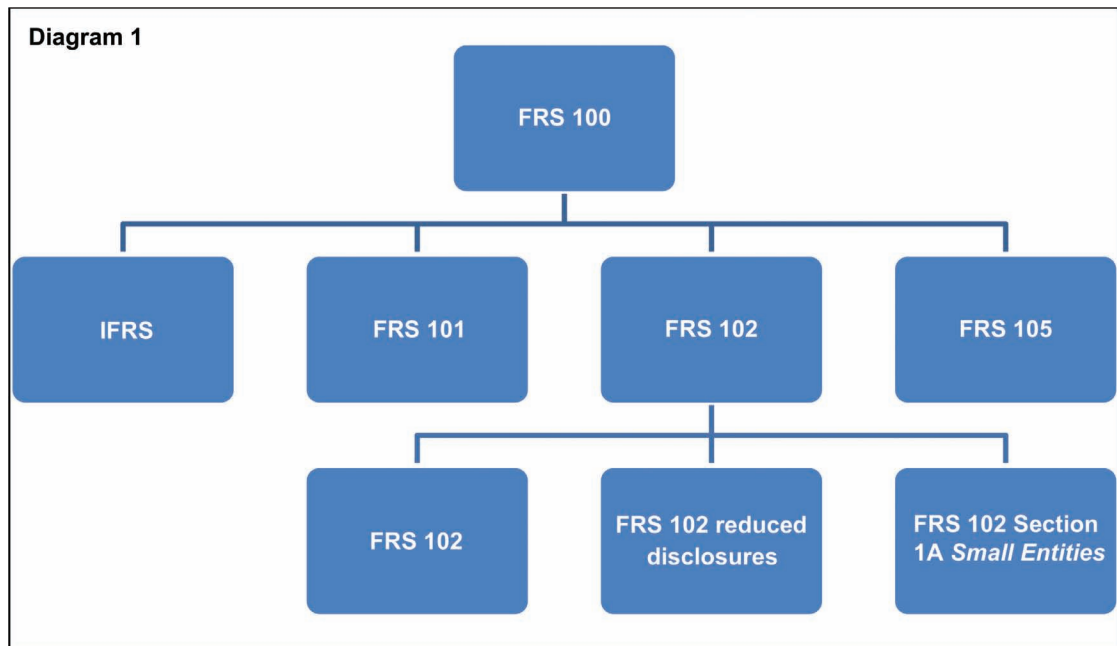 Diagram 1
FRS 100
IFRS
FRS 101
FRS 102
FRS 105
FRS 102
FRS 102 reduced
disclosures
FRS 102 Section
1A Small Entities